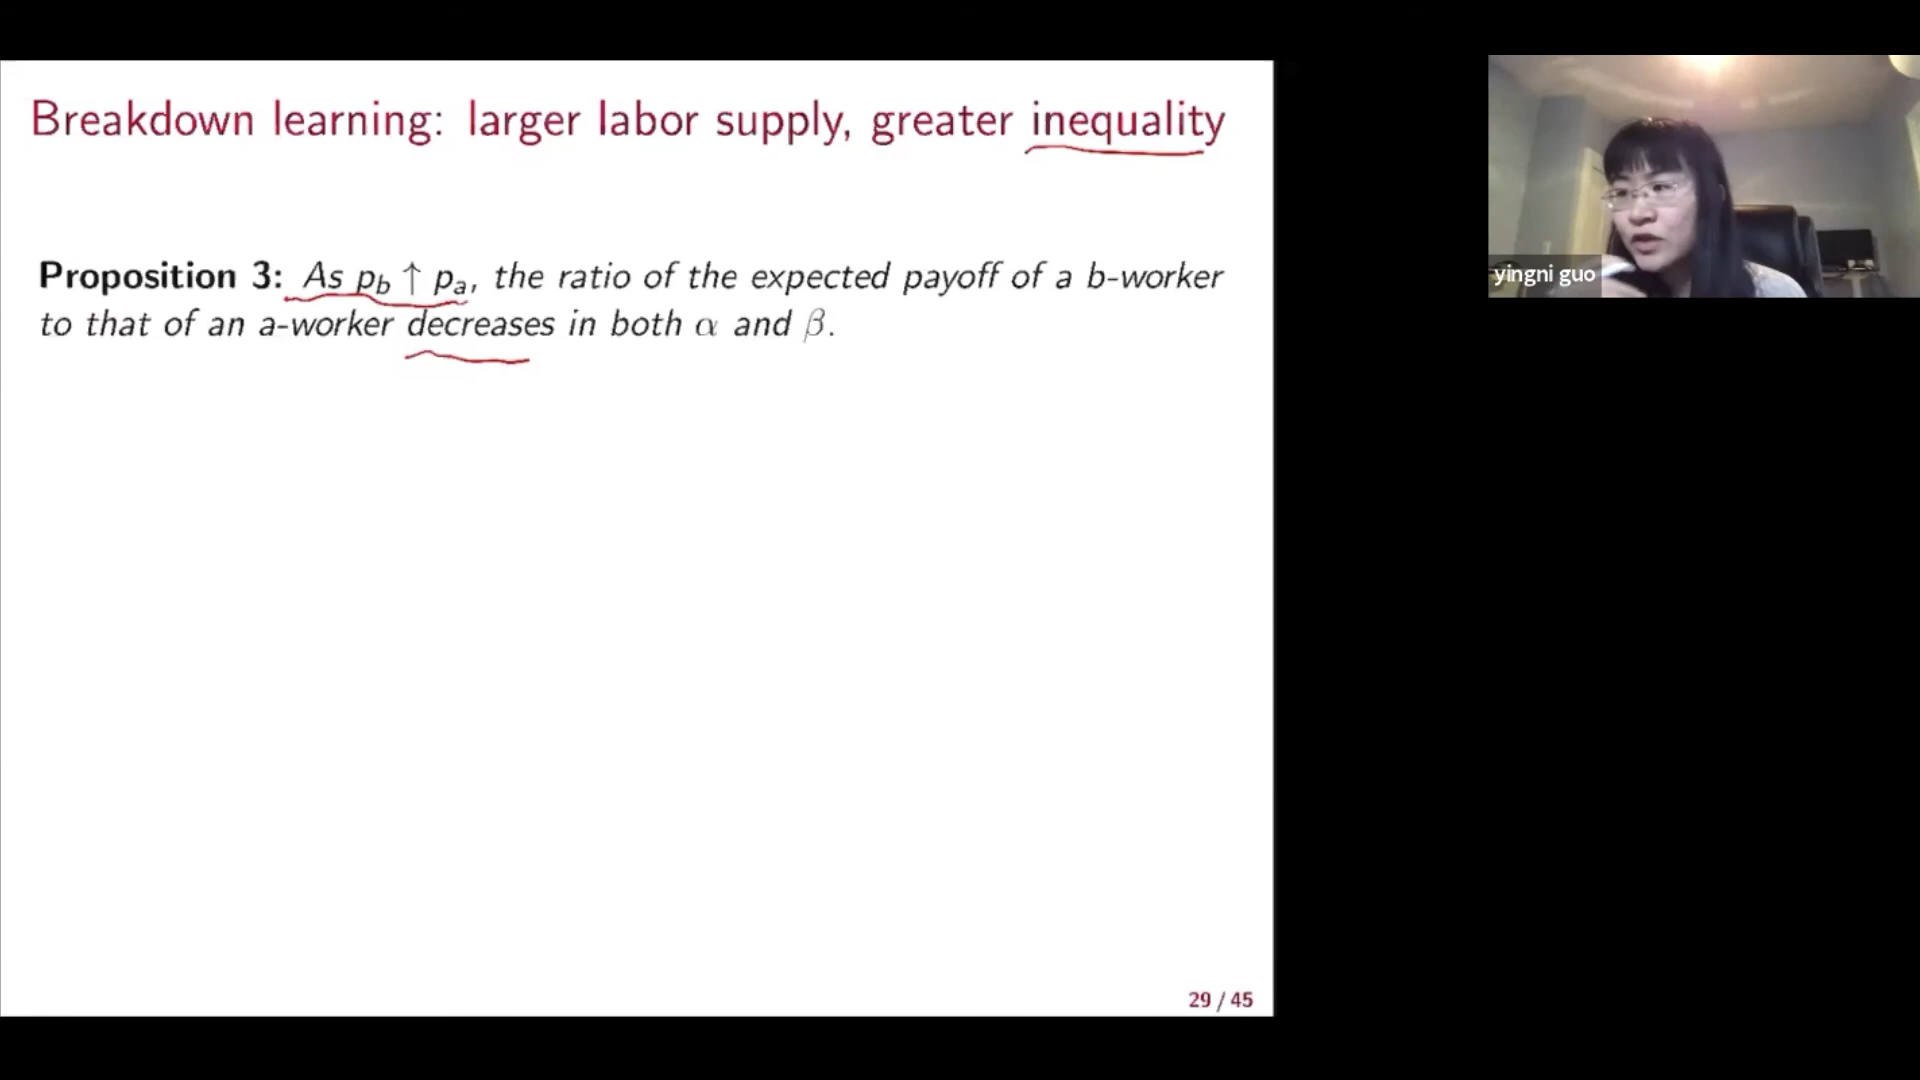 Breakdown learning: larger labor supply, greater inequality
Proposition 3: As p_b ↑ p_a, the ratio of the expected payoff of a b-worker
to that of an a-worker decreases in both α and β.
29 / 45
yingni guo